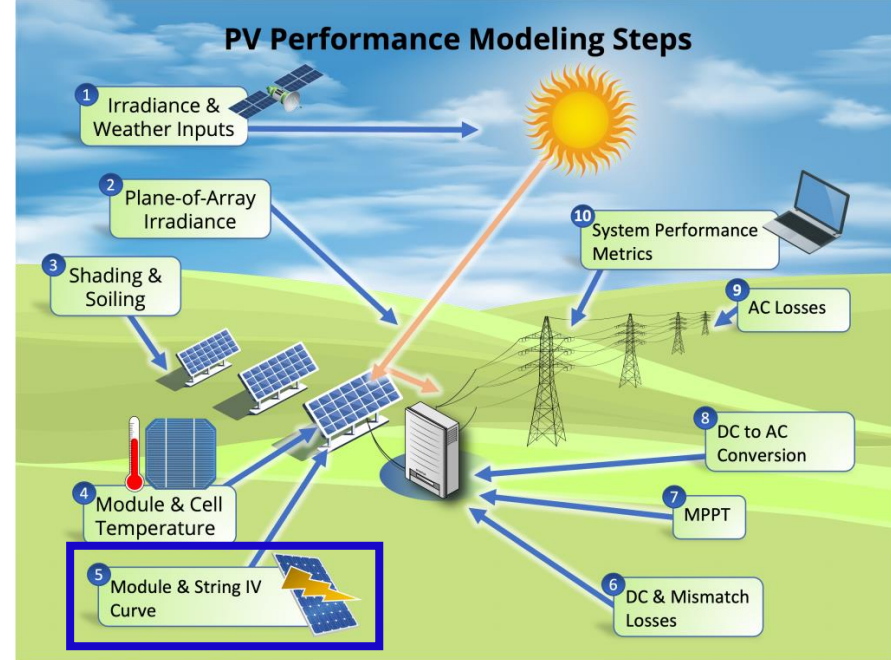 PV Performance Modeling Steps
1
Irradiance &
Weather Inputs
2
Plane-of-Array
Irradiance
3
Shading &
Soiling
4
Module & Cell
Temperature
5
Module & String IV
Curve
6
DC & Mismatch
Losses
7
MPPT
8
DC to AC
Conversion
9
AC Losses
10
System Performance
Metrics